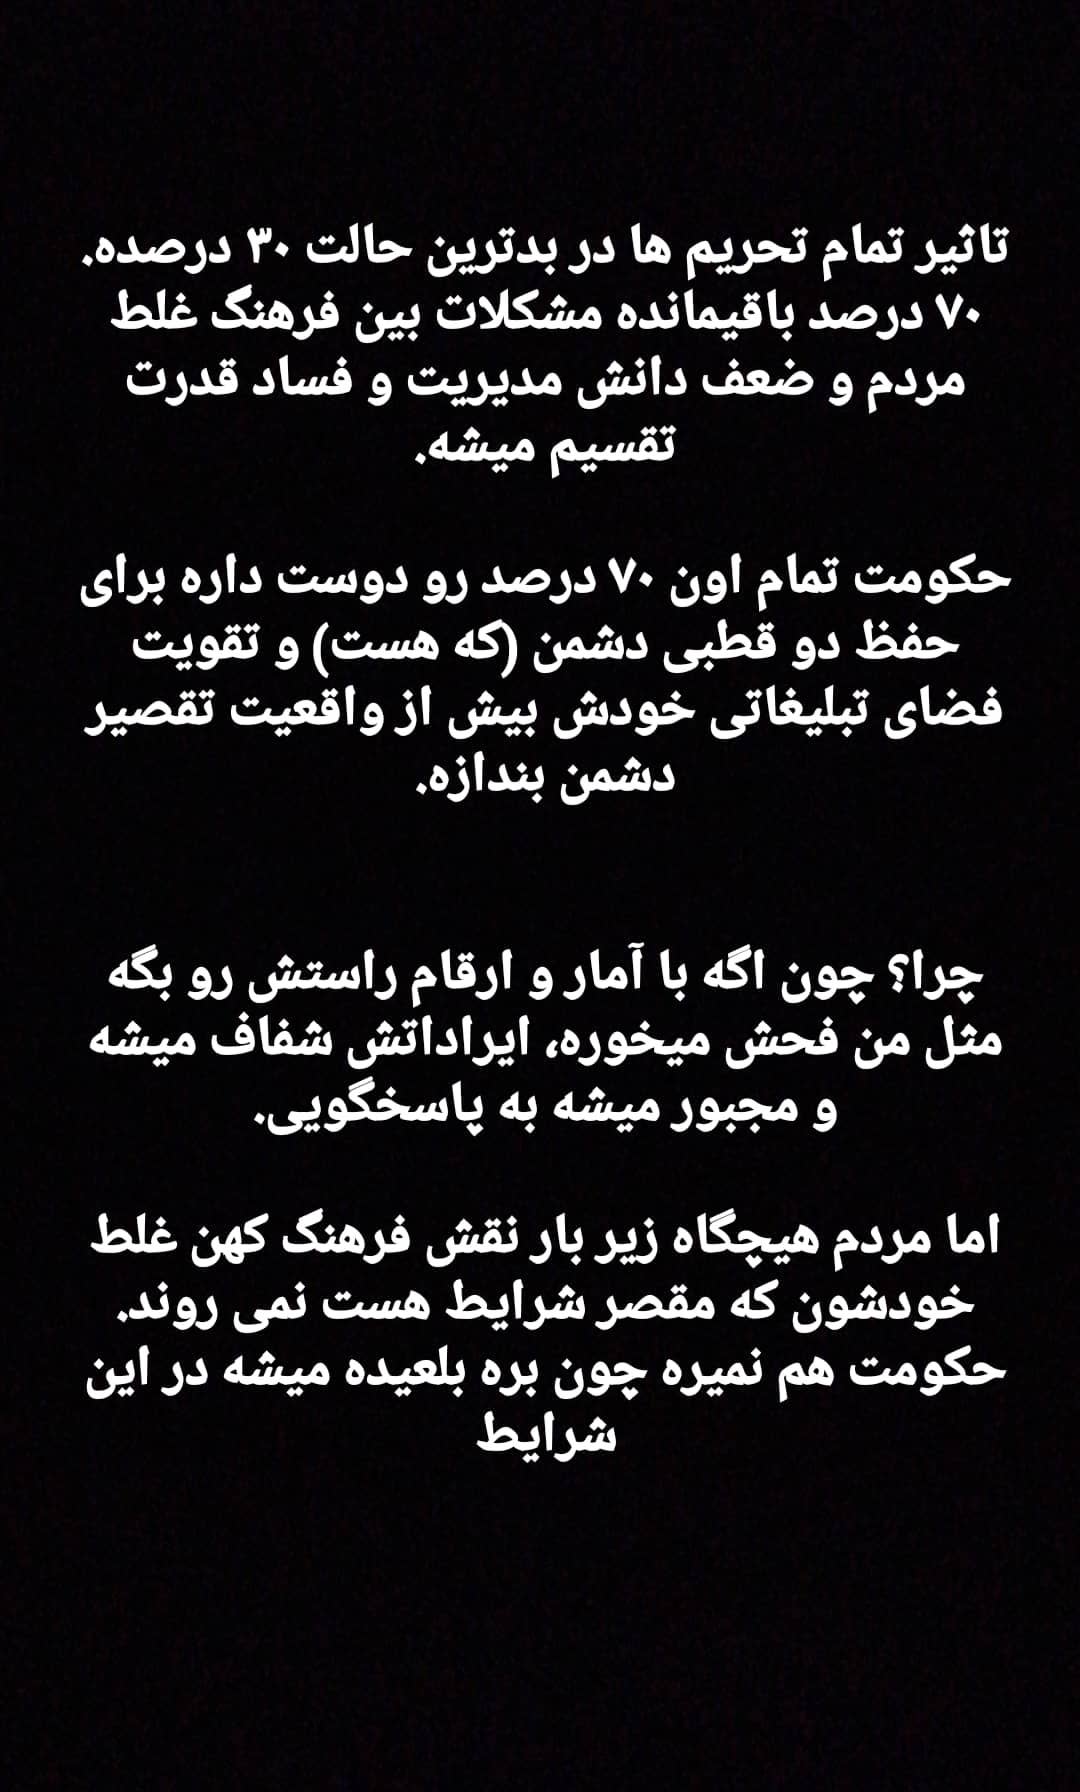 تاثیر تمام تحریم ها در بدترین حالت ۳۰ درصده.
۷۰ درصد باقیمانده مشکلات بین فرهنگ غلط
مردم و ضعف دانش مدیریت و فساد قدرت
تقسیم میشه.
حکومت تمام اون ۷۰ درصد رو دوست داره برای
حفظ دو قطبی دشمن (که هست) و تقویت
فضای تبلیغاتی خودش بیش از واقعیت تقصیر
دشمن بندازه.
چرا؟ چون اگه با آمار و ارقام راستش رو بگه
مثل من فحش میخوره، ایراداتش شفاف میشه
و مجبور میشه به پاسخگویی.
اما مردم هیچگاه زیر بار نقش فرهنگ کهن غلط
خودشون که مقصر شرایط هست نمی روند.
حکومت هم نمیره چون بره بلعیده میشه در این
شرایط